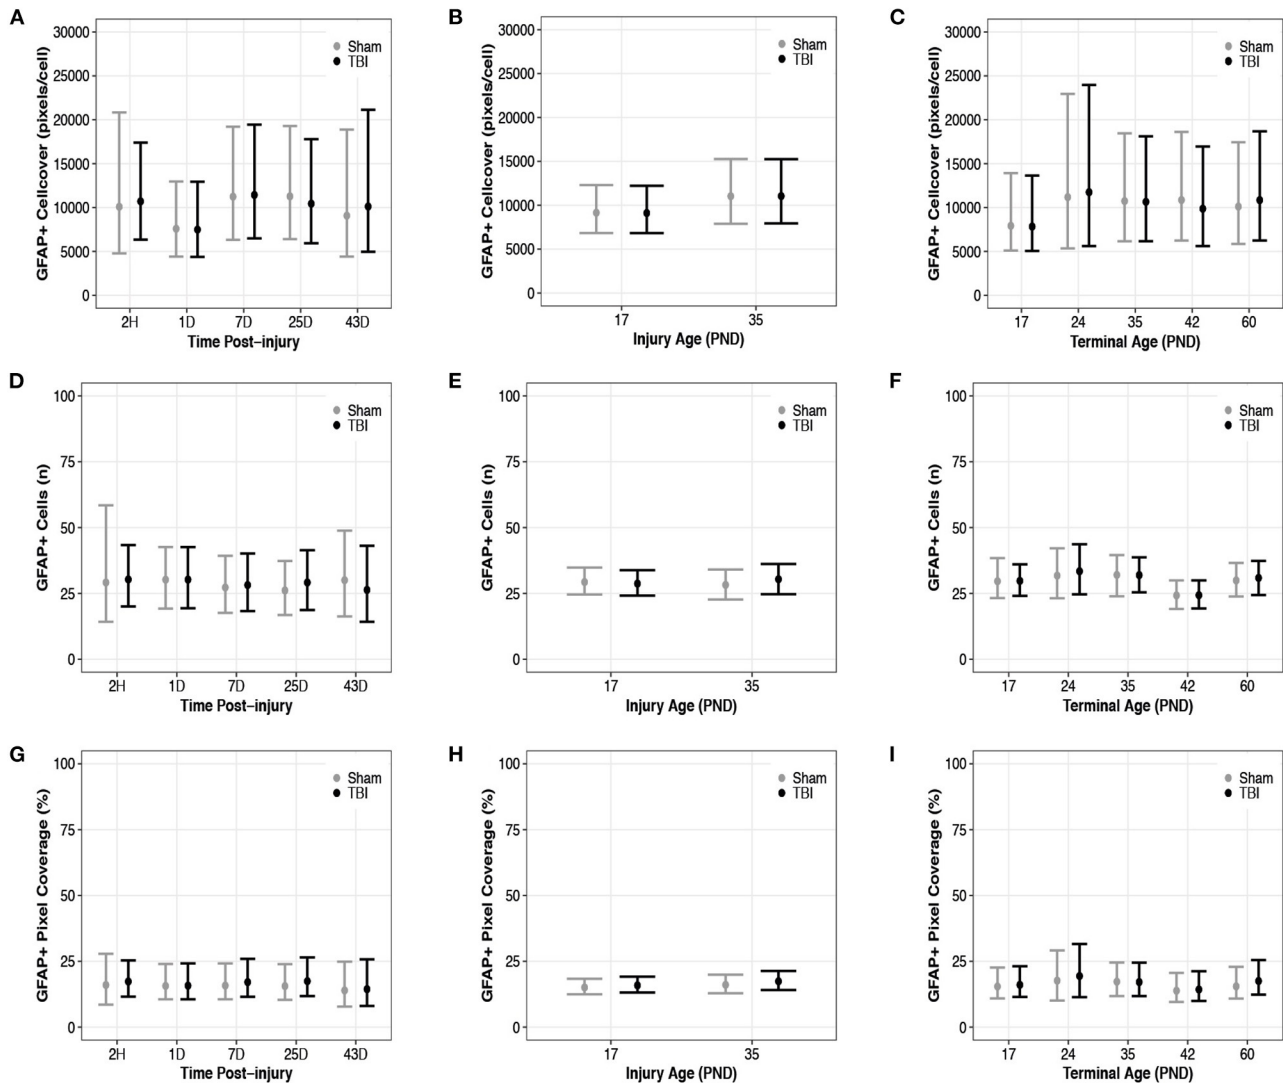 A
GFAP+ Cellcover (pixels/cell)
30000
25000
20000
15000
10000
5000
0
Sham
TBI
2H 1D 7D 25D 43D
Time Post–injury
B
GFAP+ Cellcover (pixels/cell)
30000
25000
20000
15000
10000
5000
0
Sham
TBI
17 35
Injury Age (PND)
C
GFAP+ Cellcover (pixels/cell)
30000
25000
20000
15000
10000
5000
0
Sham
TBI
17 24 35 42 60
Terminal Age (PND)
D
GFAP+ Cells (n)
100
75
50
25
0
Sham
TBI
2H 1D 7D 25D 43D
Time Post–injury
E
GFAP+ Cells (n)
100
75
50
25
0
Sham
TBI
17 35
Injury Age (PND)
F
GFAP+ Cells (n)
100
75
50
25
0
Sham
TBI
17 24 35 42 60
Terminal Age (PND)
G
GFAP+ Pixel Coverage (%)
100
75
50
25
0
Sham
TBI
2H 1D 7D 25D 43D
Time Post–injury
H
GFAP+ Pixel Coverage (%)
100
75
50
25
0
Sham
TBI
17 35
Injury Age (PND)
I
GFAP+ Pixel Coverage (%)
100
75
50
25
0
Sham
TBI
17 24 35 42 60
Terminal Age (PND)